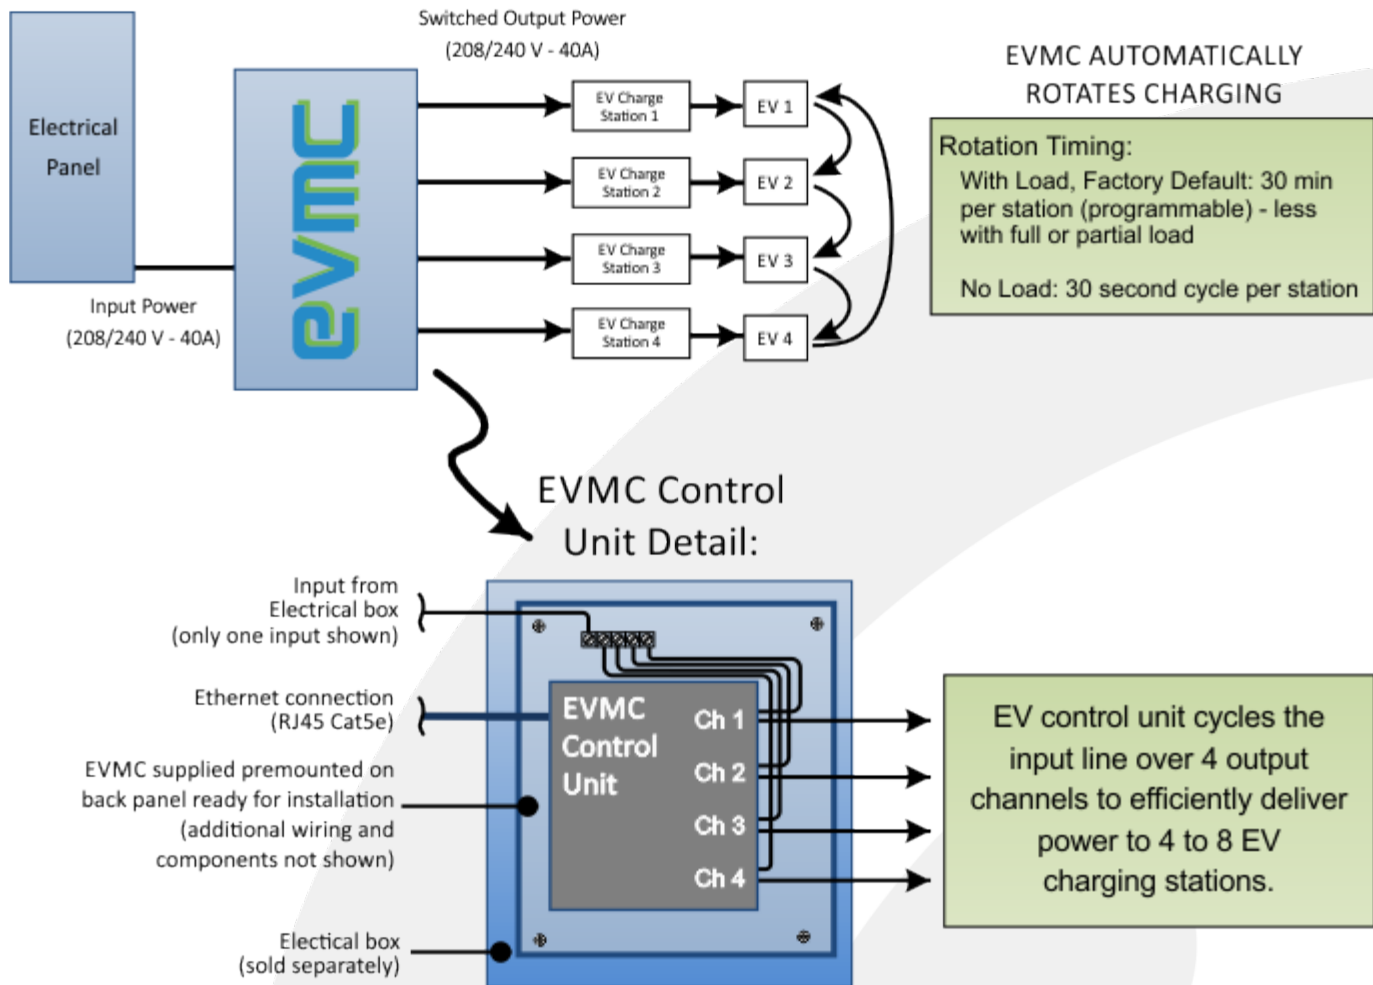 Switched Output Power
(208/240 V - 40A)
Electrical
Panel
Input Power
(208/240 V - 40A)
evmc
EV Charge
Station 1
EV 1
EV Charge
Station 2
EV 2
EV Charge
Station 3
EV 3
EV Charge
Station 4
EV 4
EVMC AUTOMATICALLY
ROTATES CHARGING
Rotation Timing:
With Load, Factory Default: 30 min
per station (programmable) - less
with full or partial load
No Load: 30 second cycle per station
EVMC Control
Unit Detail:
Input from
Electrical box
(only one input shown)
Ethernet connection
(RJ45 Cat5e)
EVMC supplied premounted on
back panel ready for installation
(additional wiring and
components not shown)
Electical box
(sold separately)
EVMC
Control
Unit
Ch 1
Ch 2
Ch 3
Ch 4
EV control unit cycles the
input line over 4 output
channels to efficiently deliver
power to 4 to 8 EV
charging stations.